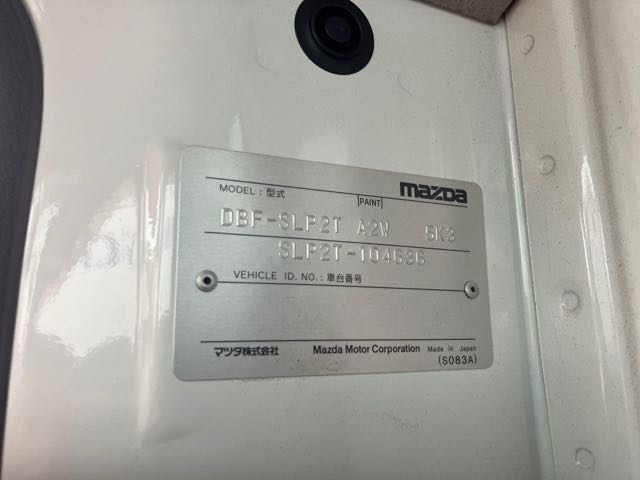 mazda
MODEL : 型式
PAINT
DBF-SLP2T A2W 5K3
SLP2T-104636
VEHICLE ID. NO. : 車台番号
マツダ株式会社 Mazda Motor Corporation Made in Japan
(S083A)